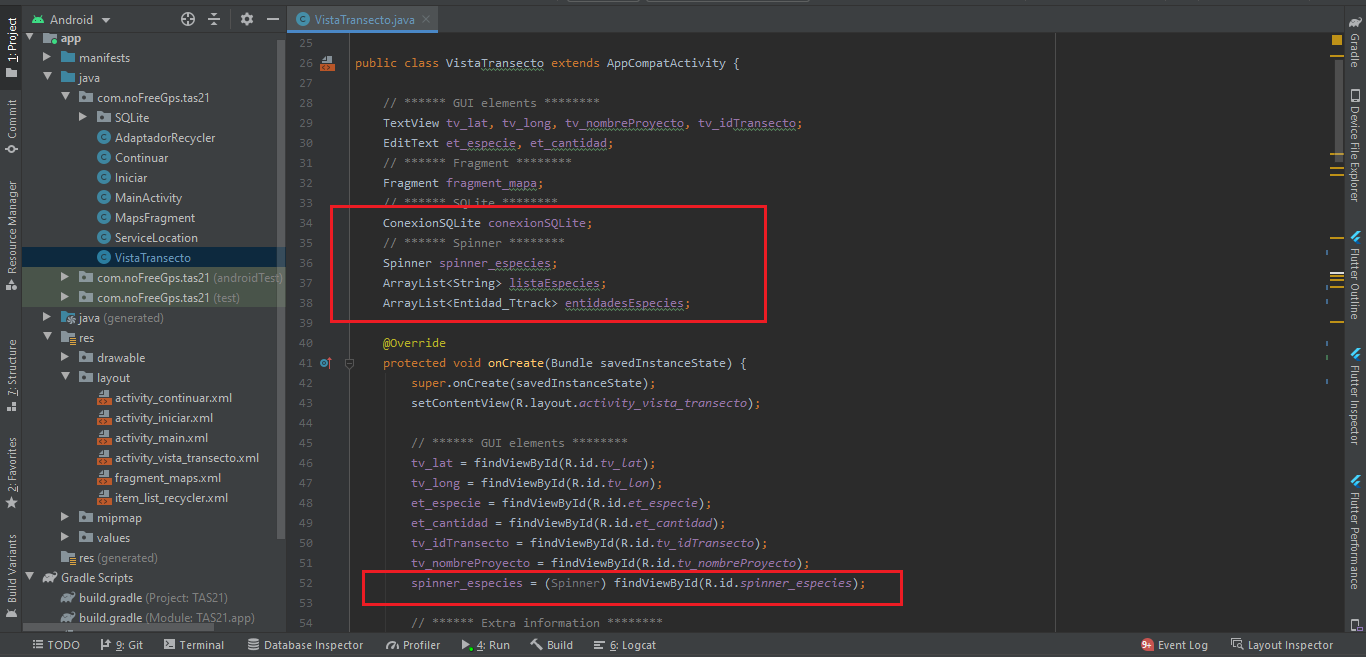 Android
VistaTransecto.java
1: Project
Commit
Resource Manager
7: Structure
2: Favorites
Build Variants
app
manifests
java
com.noFreeGps.tas21
SQLite
AdaptadorRecycler
Continuar
Iniciar
MainActivity
MapsFragment
ServiceLocation
VistaTransecto
com.noFreeGps.tas21 (androidTest)
com.noFreeGps.tas21 (test)
java (generated)
res
drawable
layout
activity_continuar.xml
activity_iniciar.xml
activity_main.xml
activity_vista_transecto.xml
fragment_maps.xml
item_list_recycler.xml
mipmap
values
res (generated)
Gradle Scripts
build.gradle (Project: TAS21)
build.gradle (Module: TAS21.app)
25
26 public class VistaTransecto extends AppCompatActivity {
27
28 // ****** GUI elements ********
29 TextView tv_lat, tv_long, tv_nombreProyecto, tv_idTransecto;
30 EditText et_especie, et_cantidad;
31 // ****** Fragment ********
32 Fragment fragment_mapa;
33 // ****** SQLite ********
34 ConexionSQLite conexionSQLite;
35 // ****** Spinner ********
36 Spinner spinner_especies;
37 ArrayList<String> listaEspecies;
38 ArrayList<Entidad_Ttrack> entidadesEspecies;
39
40 @Override
41 protected void onCreate(Bundle savedInstanceState) {
42 super.onCreate(savedInstanceState);
43 setContentView(R.layout.activity_vista_transecto);
44
45 // ****** GUI elements ********
46 tv_lat = findViewById(R.id.tv_lat);
47 tv_long = findViewById(R.id.tv_lon);
48 et_especie = findViewById(R.id.et_especie);
49 et_cantidad = findViewById(R.id.et_cantidad);
50 tv_idTransecto = findViewById(R.id.tv_idTransecto);
51 tv_nombreProyecto = findViewById(R.id.tv_nombreProyecto);
52 spinner_especies = (Spinner) findViewById(R.id.spinner_especies);
53
54 // ****** Extra information ********
Gradle
Device File Explorer
Flutter Outline
Flutter Inspector
Flutter Performance
TODO
9: Git
Terminal
Database Inspector
Profiler
4: Run
Build
6: Logcat
9+ Event Log
Layout Inspector